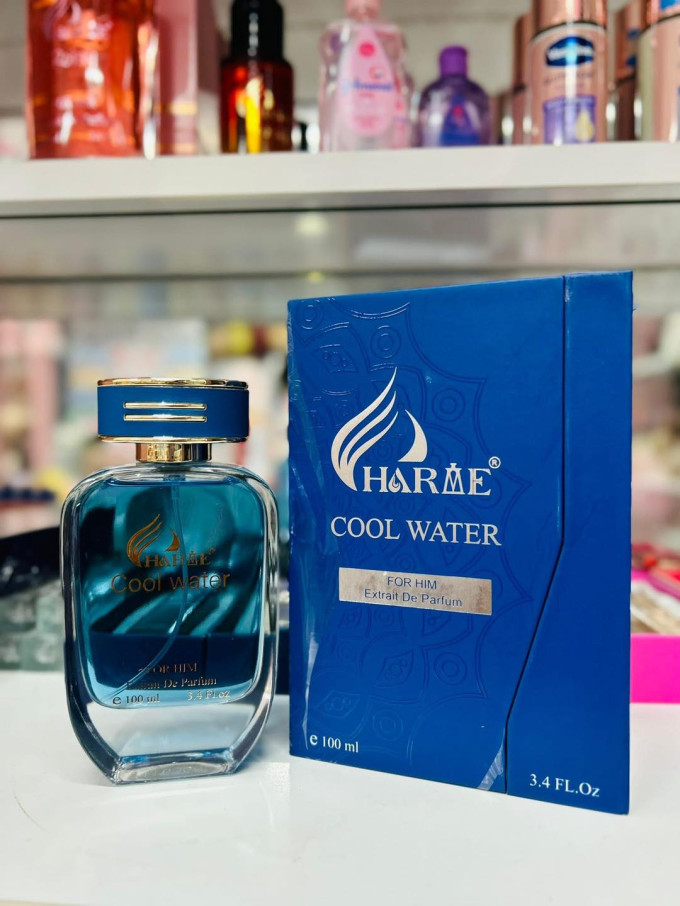 HARME®
COOL WATER
FOR HIM
Extrait De Parfum
e 100 ml
3.4 FL.Oz
HARME®
Cool water
FOR HIM
De Parfum
e 100 ml
3.4 Fl.oz
Vaseline